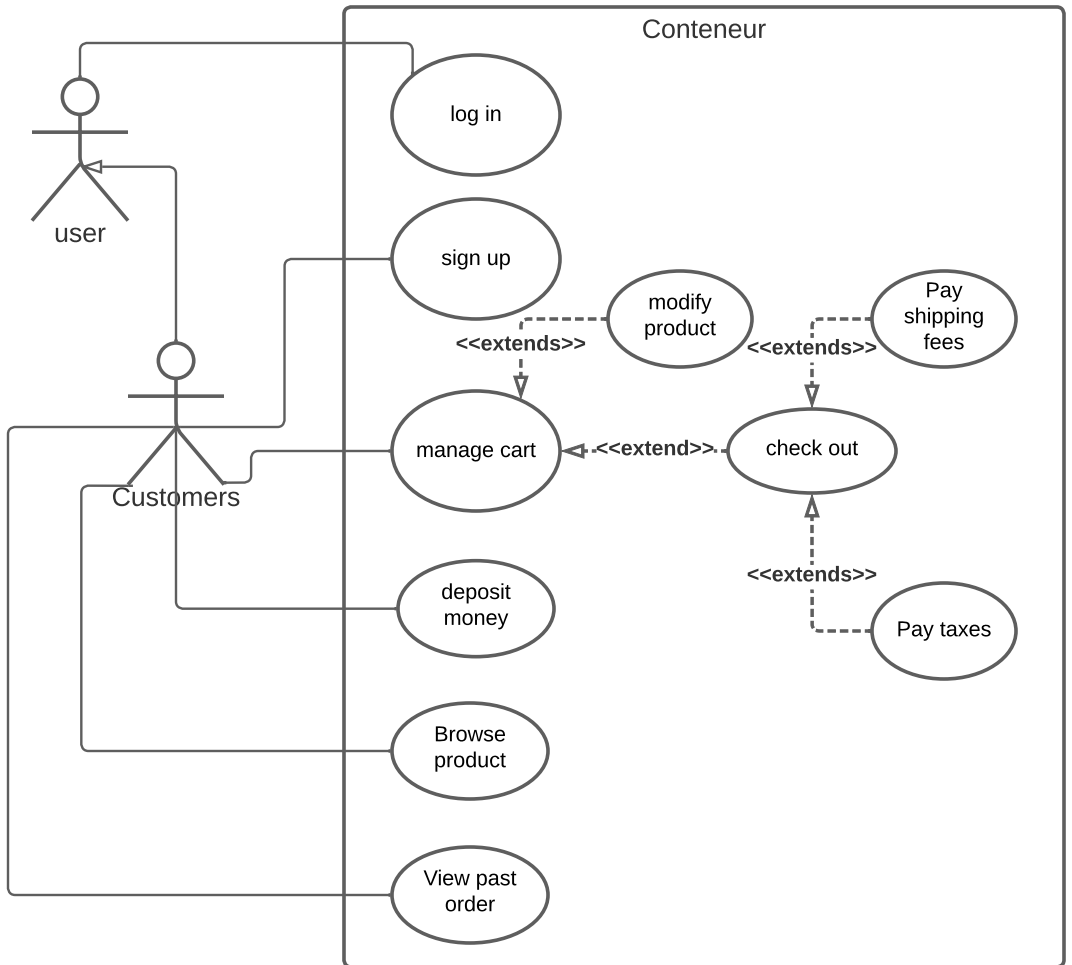 Conteneur
log in
user
sign up
modify
product
Pay
shipping
fees
<<extends>>
<<extends>>
manage cart
<<extend>>
check out
Customers
deposit
money
<<extends>>
Pay taxes
Browse
product
View past
order